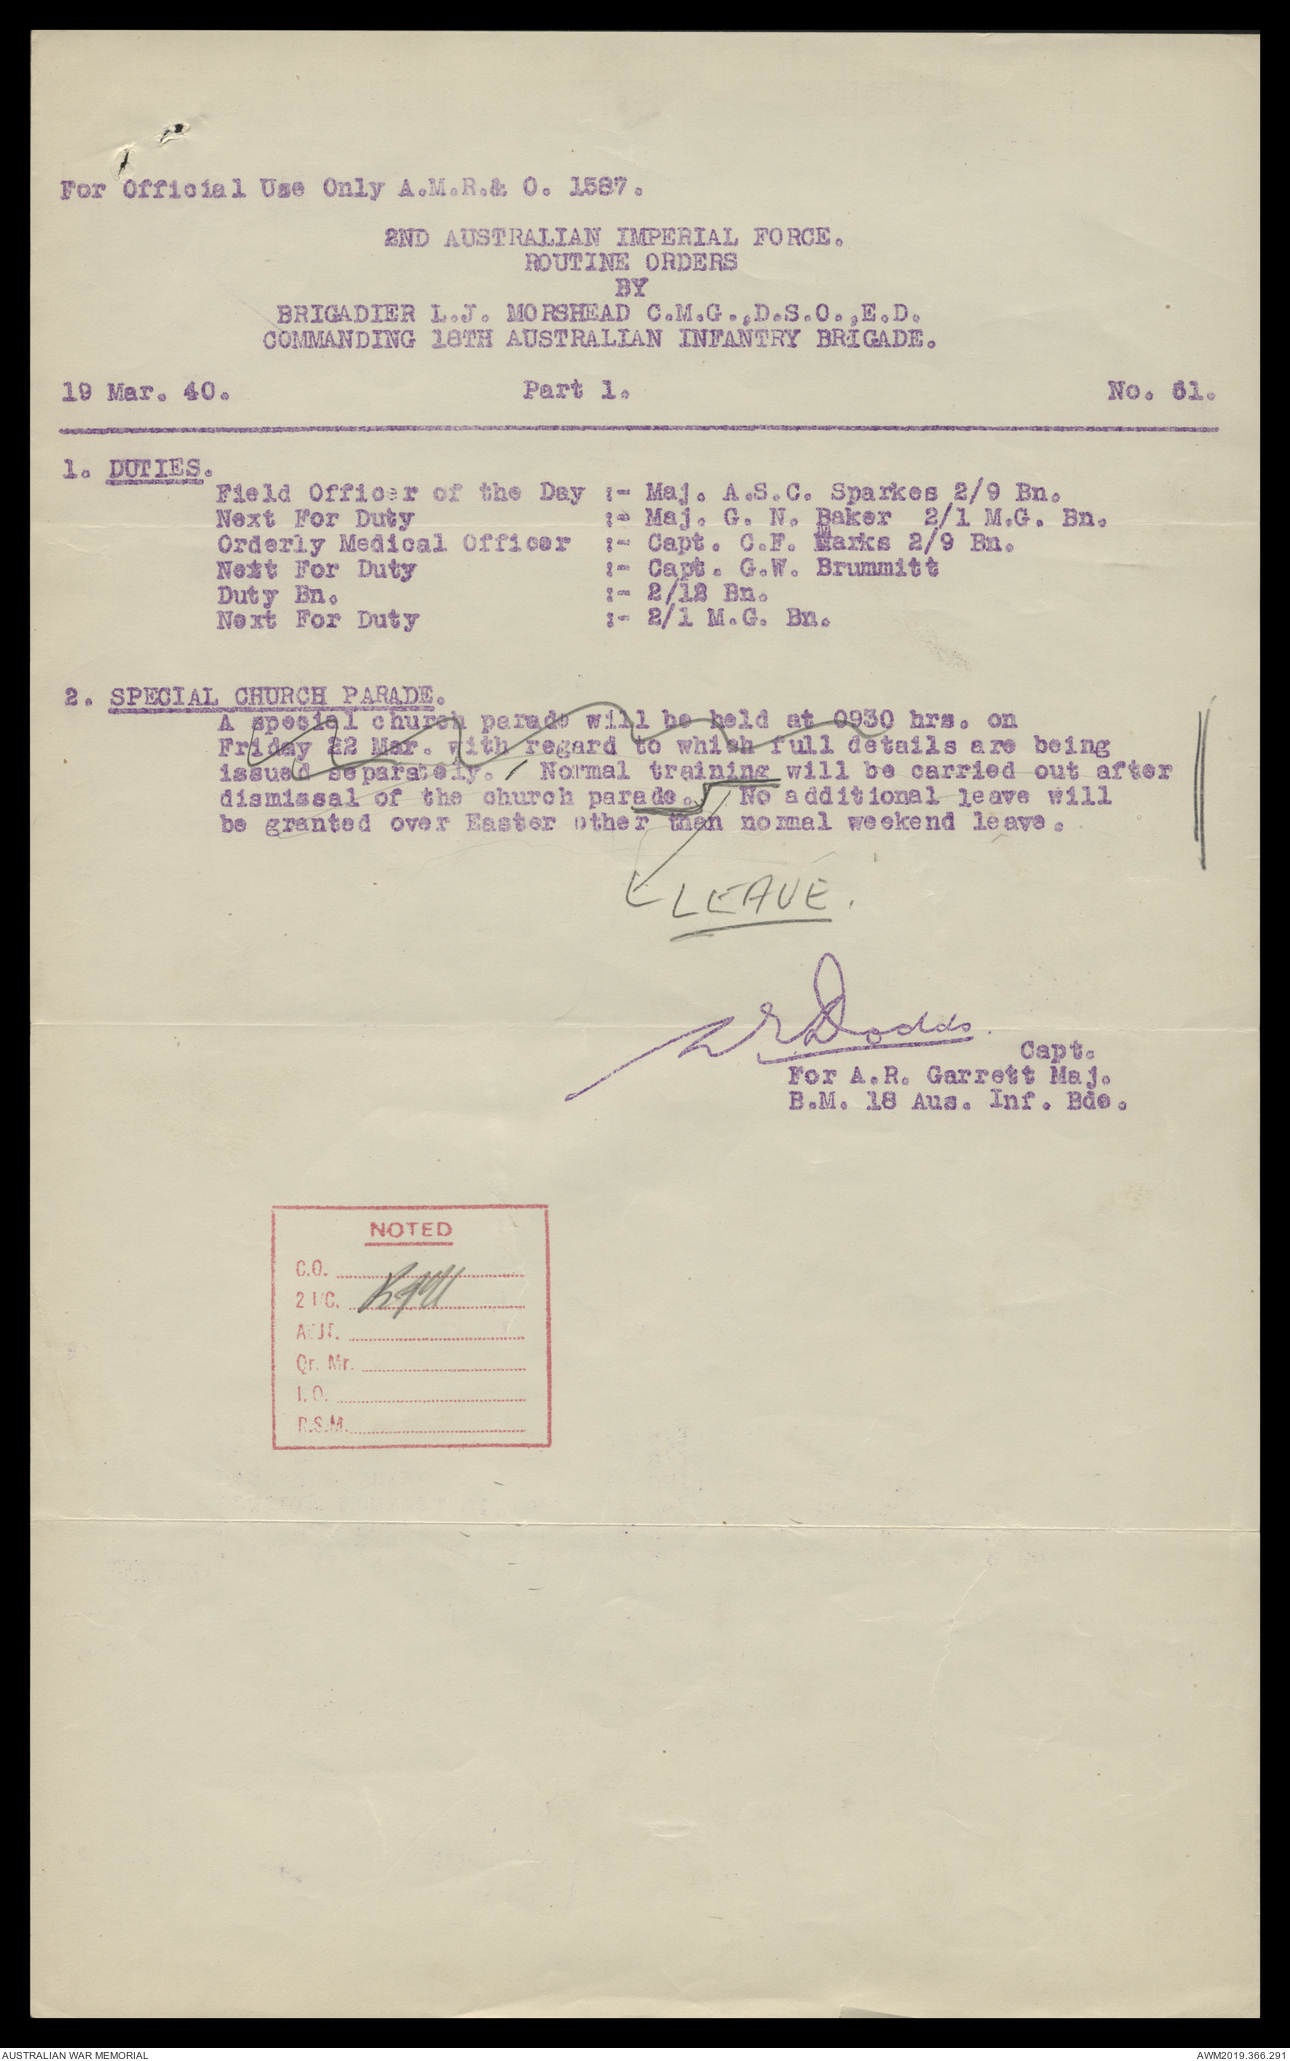 For Official Use Only A.M.R.& O. 1587.
2ND AUSTRALIAN IMPERIAL FORCE.
ROUTINE ORDERS
BY
BRIGADIER L.J. MORSHEAD C.M.G.,D.S.O.,E.D.
COMMANDING 18TH AUSTRALIAN INFANTRY BRIGADE.
19 Mar. 40. Part 1. No. 61.
1. DUTIES.
Field Officer of the Day :- Maj. A.S.C. Sparkes 2/9 Bn.
Next For Duty :- Maj. G. N. Baker 2/1 M.G. Bn.
Orderly Medical Officer :- Capt. C.F. Marks 2/9 Bn.
Next For Duty :- Capt. G.W. Brummitt
Duty Bn. :- 2/12 Bn.
Next For Duty :- 2/1 M.G. Bn.
2. SPECIAL CHURCH PARADE.
A special church parade will be held at 0930 hrs. on
Friday 22 Mar. with regard to which full details are being
issued separately. Normal training will be carried out after
dismissal of the church parade. No additional leave will
be granted over Easter other than normal weekend leave.
LEAVE.
Dodds
Capt.
For A.R. Garrett Maj.
B.M. 18 Aus. Inf. Bde.
NOTED
C.O.
2 I/C.
ADJT.
Qr. Mr.
I.O.
R.S.M.
AUSTRALIAN WAR MEMORIAL AWM2019.366.291